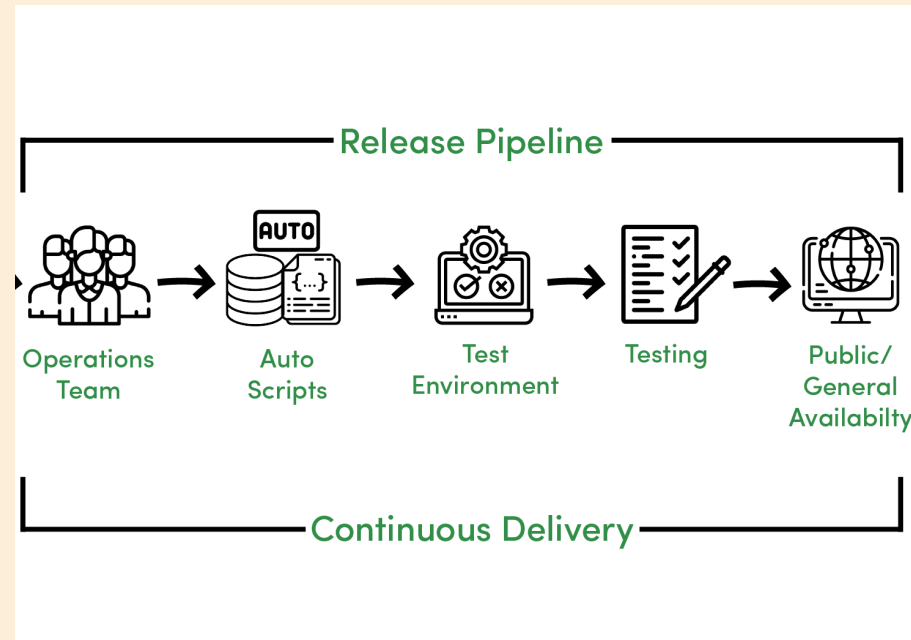 Release Pipeline
AUTO
{...}
Operations
Team
Auto
Scripts
Test
Environment
Testing
Public/
General
Availabilty
Continuous Delivery